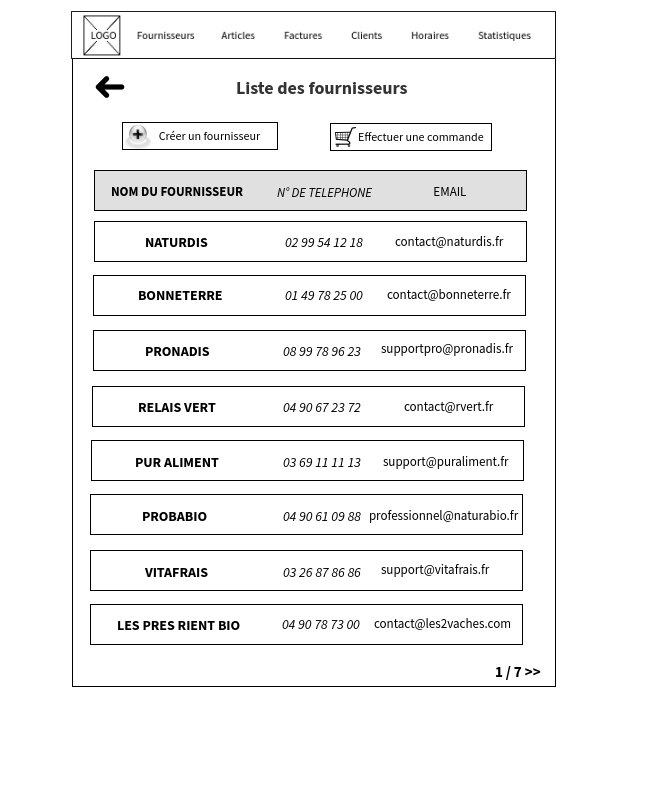 LOGO Fournisseurs Articles Factures Clients Horaires Statistiques
Liste des fournisseurs
Créer un fournisseur Effectuer une commande
NOM DU FOURNISSEUR N° DE TELEPHONE EMAIL
NATURDIS 02 99 54 12 18 contact@naturdis.fr
BONNETERRE 01 49 78 25 00 contact@bonneterre.fr
PRONADIS 08 99 78 96 23 supportpro@pronadis.fr
RELAIS VERT 04 90 67 23 72 contact@rvert.fr
PUR ALIMENT 03 69 11 11 13 support@puraliment.fr
PROBABIO 04 90 61 09 88 professionnel@naturabio.fr
VITAFRAIS 03 26 87 86 86 support@vitafrais.fr
LES PRES RIENT BIO 04 90 78 73 00 contact@les2vaches.com
1 / 7 >>